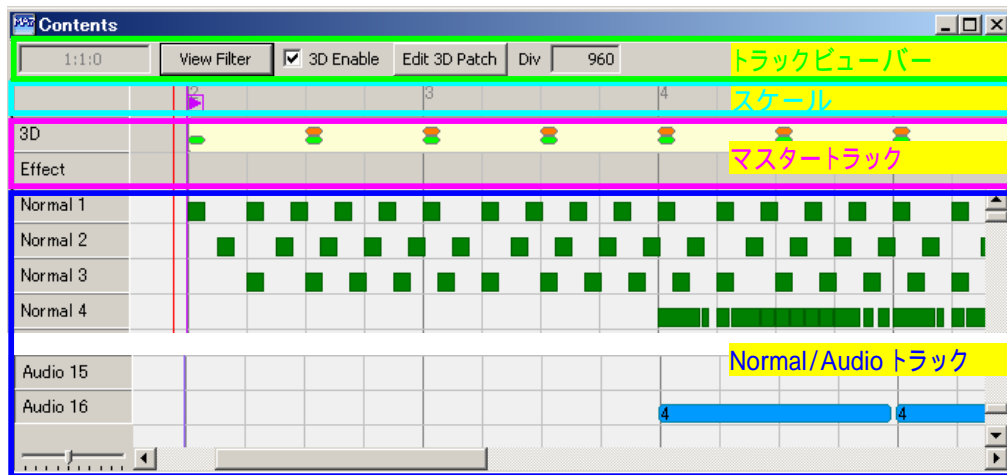 Contents
1:1:0 View Filter 3D Enable Edit 3D Patch Div 960 トラックビューバー
2 3 4 スケール
3D
Effect マスタートラック
Normal 1
Normal 2
Normal 3
Normal 4
Audio 15 Normal/Audio トラック
Audio 16 4 4